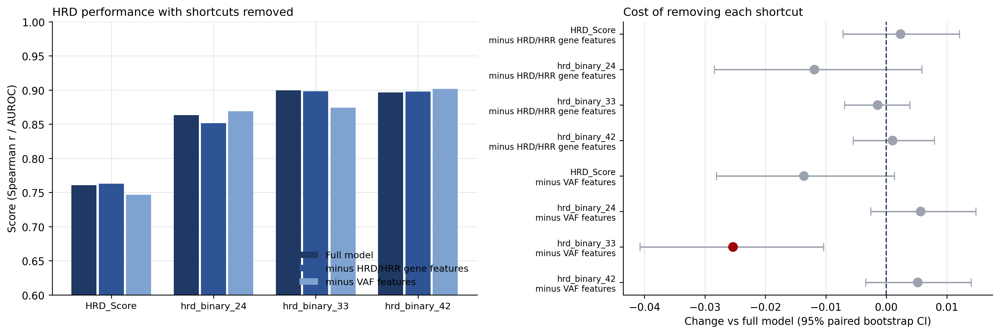 HRD performance with shortcuts removed
1.00
0.95
0.90
0.85
0.80
0.75
0.70
0.65
0.60
Score (Spearman r / AUROC)
HRD_Score
hrd_binary_24
hrd_binary_33
hrd_binary_42
Full model
minus HRD/HRR gene features
minus VAF features
Cost of removing each shortcut
HRD_Score
minus HRD/HRR gene features
hrd_binary_24
minus HRD/HRR gene features
hrd_binary_33
minus HRD/HRR gene features
hrd_binary_42
minus HRD/HRR gene features
HRD_Score
minus VAF features
hrd_binary_24
minus VAF features
hrd_binary_33
minus VAF features
hrd_binary_42
minus VAF features
−0.04
−0.03
−0.02
−0.01
0.00
0.01
Change vs full model (95% paired bootstrap CI)